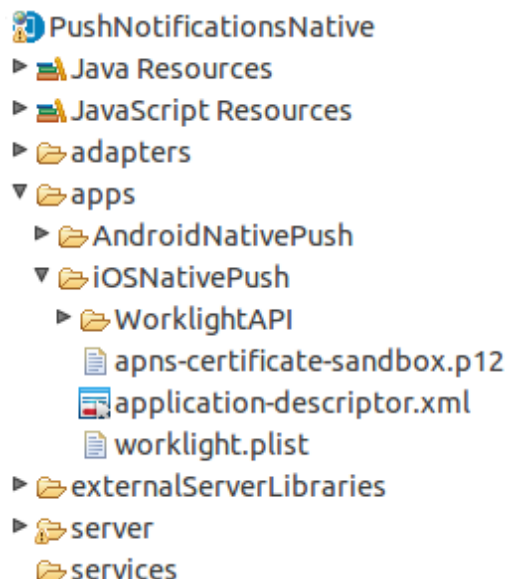 PushNotificationsNative
Java Resources
JavaScript Resources
adapters
apps
AndroidNativePush
iOSNativePush
WorklightAPI
apns-certificate-sandbox.p12
application-descriptor.xml
worklight.plist
externalServerLibraries
server
services